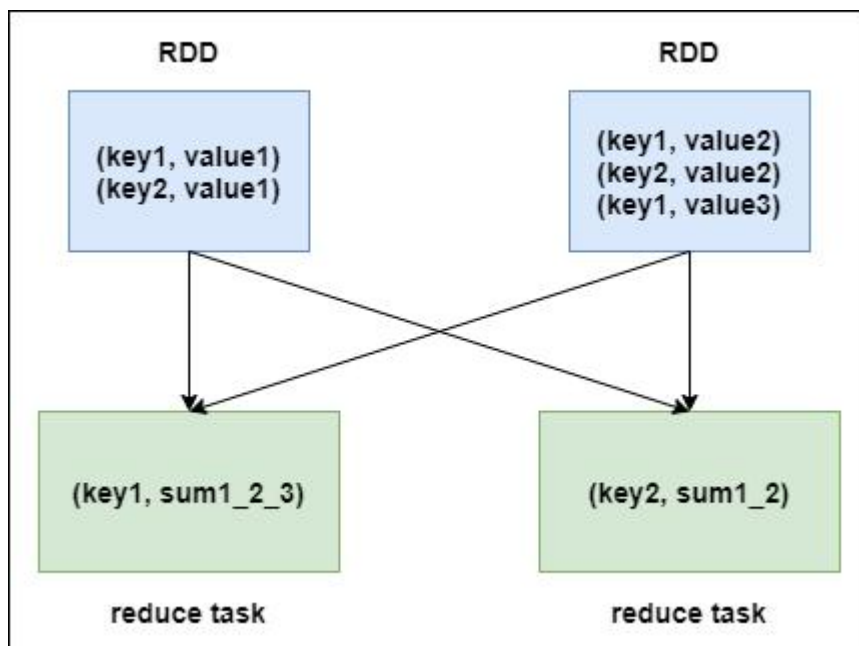 RDD
RDD
(key1, value1)
(key2, value1)
(key1, value2)
(key2, value2)
(key1, value3)
(key1, sum1_2_3)
(key2, sum1_2)
reduce task
reduce task